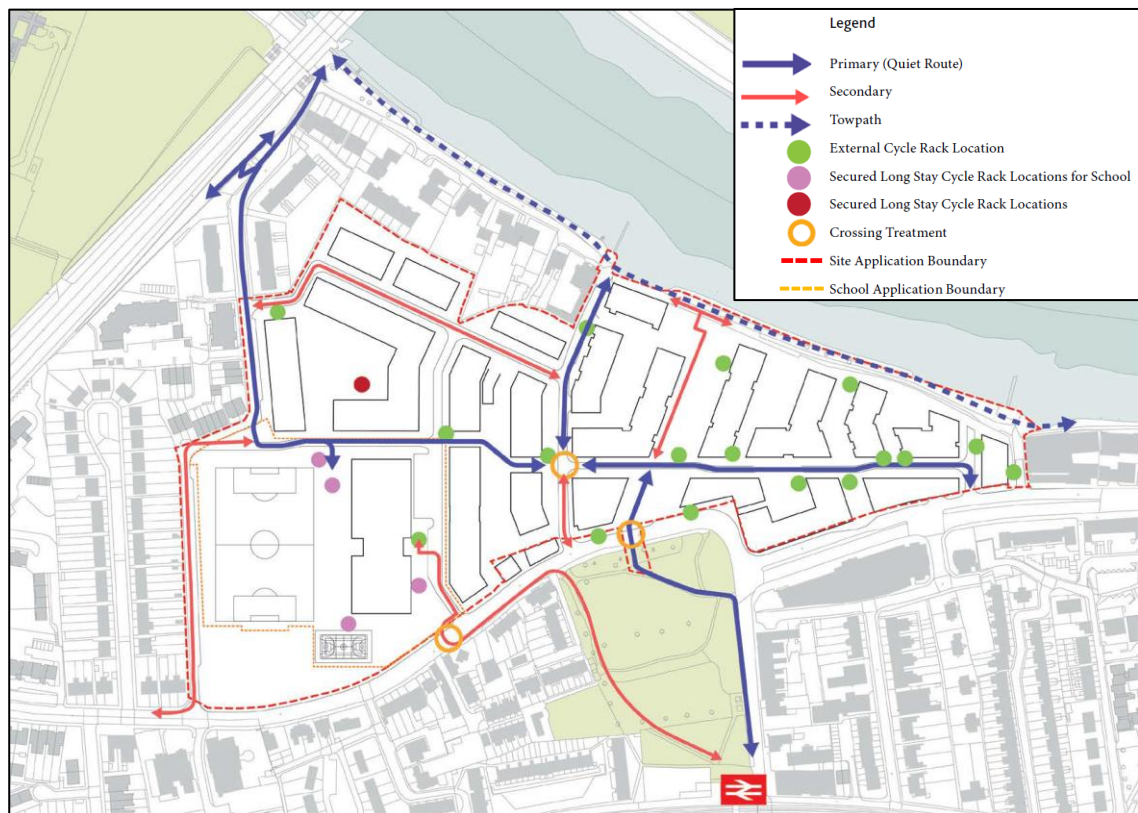 Legend
Primary (Quiet Route)
Secondary
Towpath
External Cycle Rack Location
Secured Long Stay Cycle Rack Locations for School
Secured Long Stay Cycle Rack Locations
Crossing Treatment
Site Application Boundary
School Application Boundary